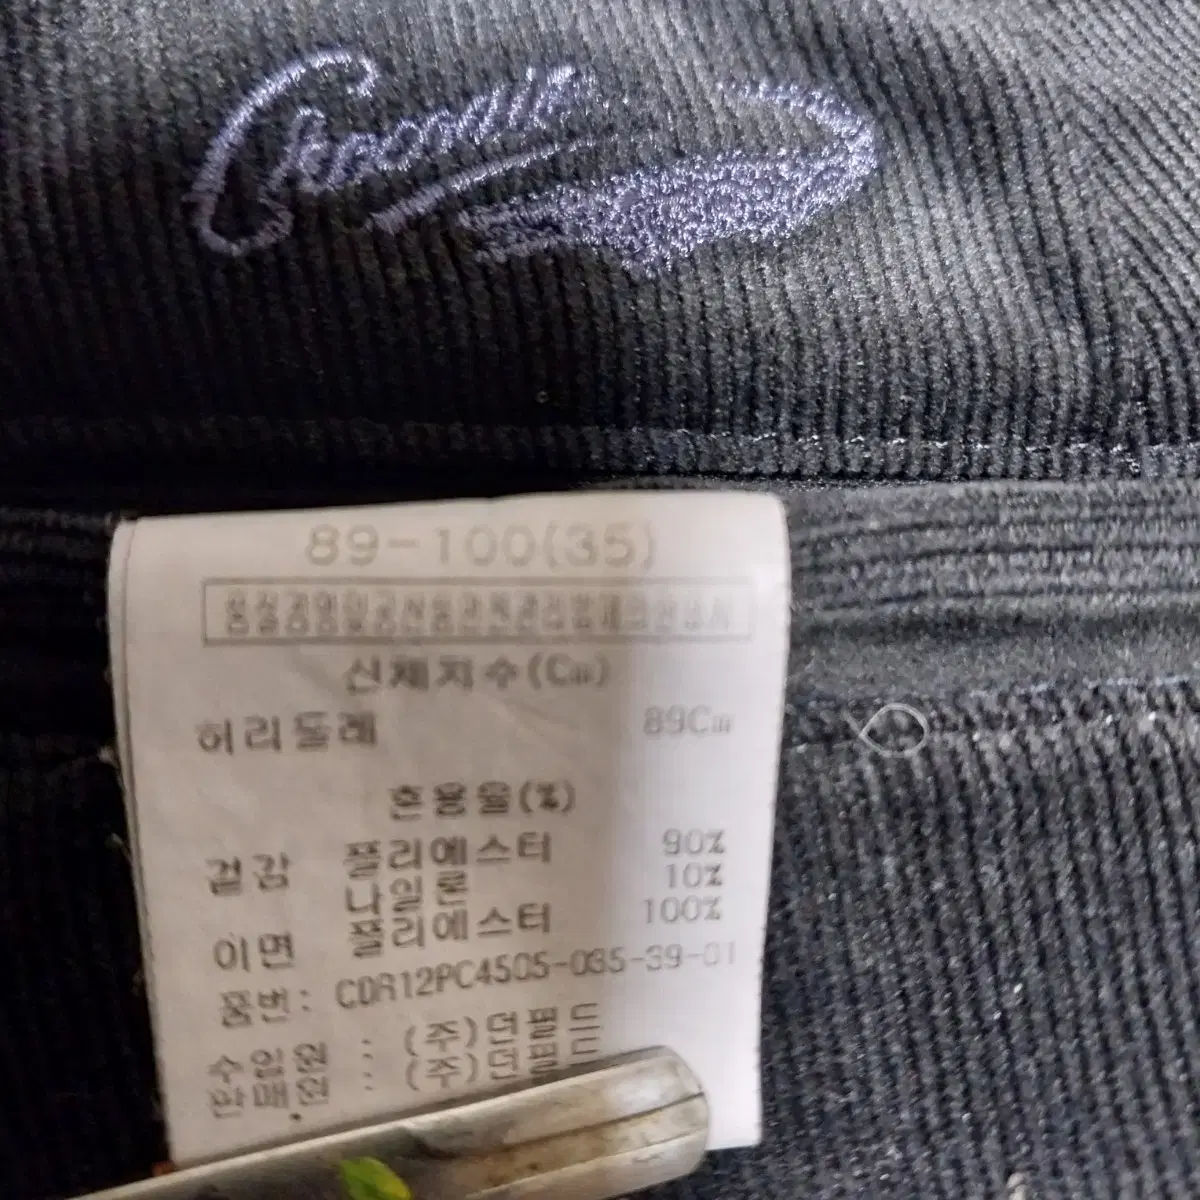 89-100(35)
신체치수(Cm)
허리둘레 89Cm
혼용율(%)
겉감 폴리에스터 90%
나일론 10%
이면 폴리에스터 100%
품번: CDA12PC4505-035-39-01
수입원 : (주)던필드
판매원 : (주)던필드